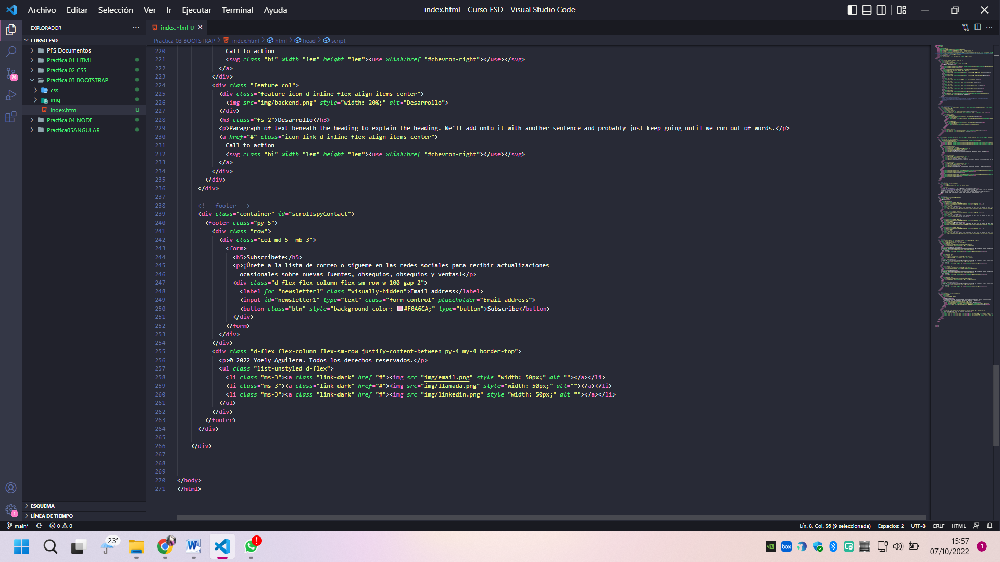 Archivo Editar Selección Ver Ir Ejecutar Terminal Ayuda
index.html - Curso FSD - Visual Studio Code
EXPLORADOR
CURSO FSD
PFS Documentos
Practica 01 HTML
Practica 02 CSS
Practica 03 BOOTSTRAP
css
img
index.html U
Practica 04 NODE
Practica05ANGULAR
ESQUEMA
LÍNEA DE TIEMPO
76
1
index.html U
Practica 03 BOOTSTRAP > index.html > html > head > script
220 Call to action
221 <svg class="bi" width="1em" height="1em"><use xlink:href="#chevron-right"></use></svg>
222 </a>
223 </div>
224 <div class="feature col">
225 <div class="feature-icon d-inline-flex align-items-center">
226 <img src="img/backend.png" style="width: 20%;" alt="Desarrollo">
227 </div>
228 <h3 class="fs-2">Desarrollo</h3>
229 <p>Paragraph of text beneath the heading to explain the heading. We'll add onto it with another sentence and probably just keep going until we run out of words.</p>
230 <a href="#" class="icon-link d-inline-flex align-items-center">
231 Call to action
232 <svg class="bi" width="1em" height="1em"><use xlink:href="#chevron-right"></use></svg>
233 </a>
234 </div>
235 </div>
236 </div>
237
238 <!-- footer -->
239 <div class="container" id="scrollspyContact">
240 <footer class="py-5">
241 <div class="row">
242 <div class="col-md-5  mb-3">
243 <form>
244 <h5>Subscribete</h5>
245 <p>¡Únete a la lista de correo o sígueme en las redes sociales para recibir actualizaciones
246 ocasionales sobre nuevas fuentes, obsequios, obsequios y ventas!</p>
247 <div class="d-flex flex-column flex-sm-row w-100 gap-2">
248 <label for="newsletter1" class="visually-hidden">Email address</label>
249 <input id="newsletter1" type="text" class="form-control" placeholder="Email address">
250 <button class="btn" style="background-color: #F0A6CA;" type="button">Subscribe</button>
251 </div>
252 </form>
253 </div>
254 </div>
255 <div class="d-flex flex-column flex-sm-row justify-content-between py-4 my-4 border-top">
256 <p>© 2022 Yoely Aguilera. Todos los derechos reservados.</p>
257 <ul class="list-unstyled d-flex">
258 <li class="ms-3"><a class="link-dark" href="#"><img src="img/email.png" style="width: 50px;" alt=""></a></li>
259 <li class="ms-3"><a class="link-dark" href="#"><img src="img/llamada.png" style="width: 50px;" alt=""></a></li>
260 <li class="ms-3"><a class="link-dark" href="#"><img src="img/linkedin.png" style="width: 50px;" alt=""></a></li>
261 </ul>
262 </div>
263 </footer>
264 </div>
265
266 </div>
267
268
269
270 </body>
271 </html>
main* 0 0
Lín. 8, Col. 56 (9 seleccionada) Espacios: 2 UTF-8 CRLF HTML
23°
W
box
15:57
07/10/2022
1